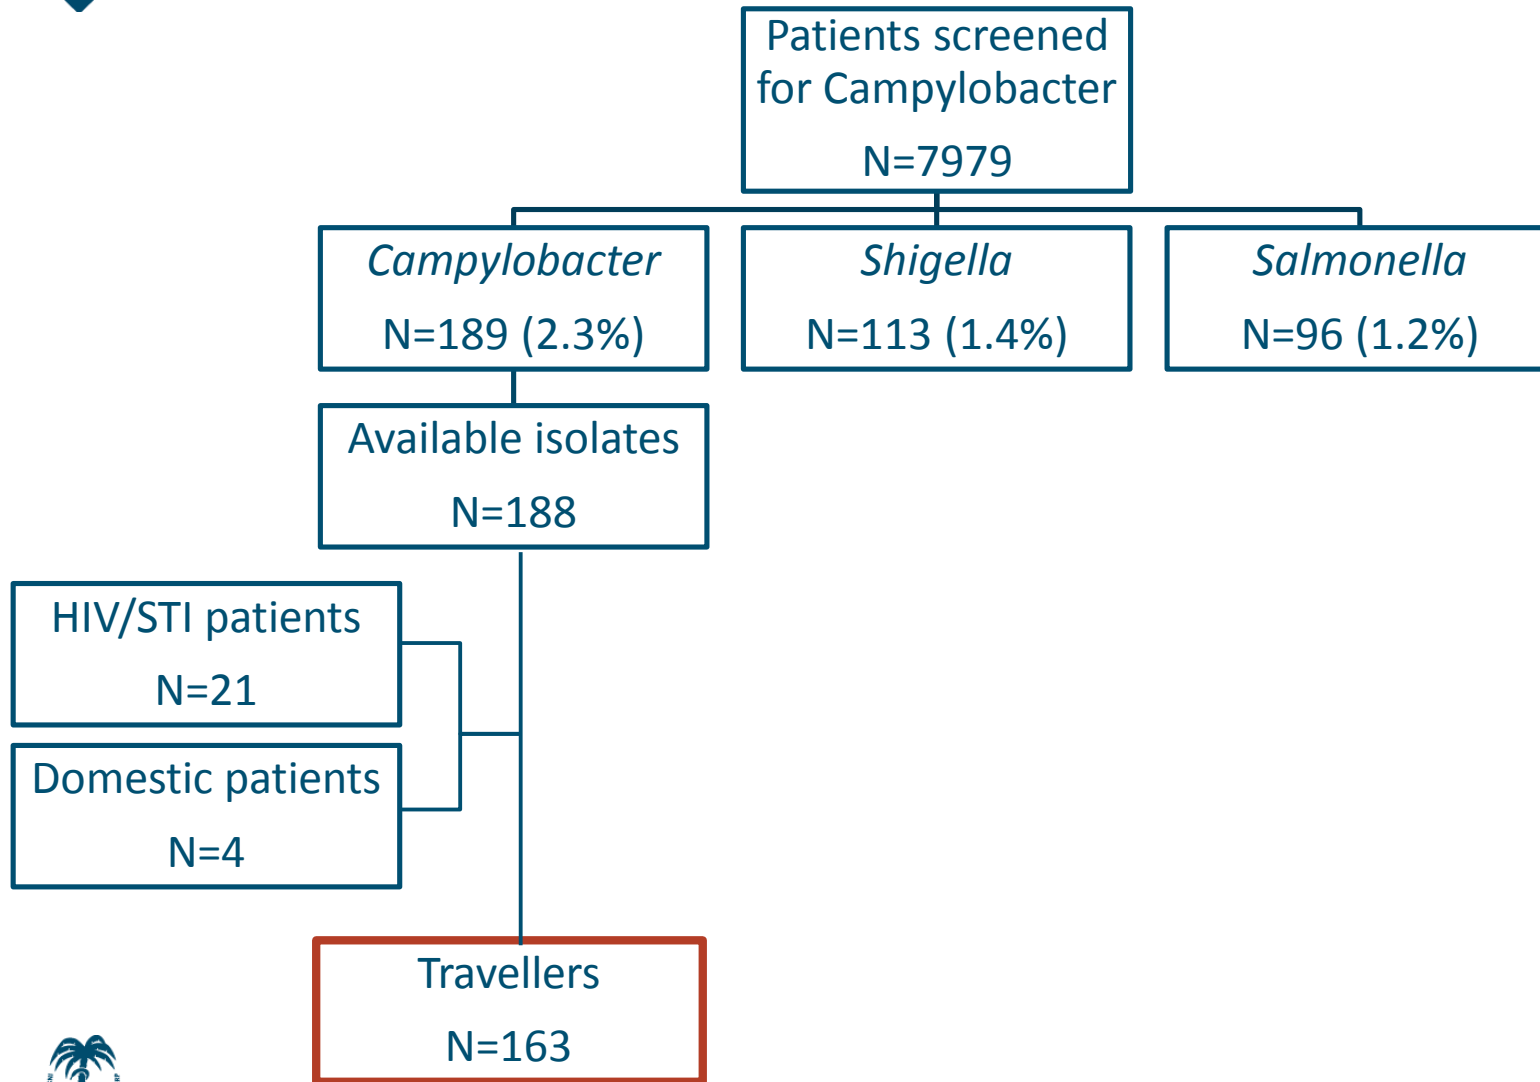 Patients screened
for Campylobacter
N=7979
Campylobacter
N=189 (2.3%)
Shigella
N=113 (1.4%)
Salmonella
N=96 (1.2%)
Available isolates
N=188
HIV/STI patients
N=21
Domestic patients
N=4
Travellers
N=163